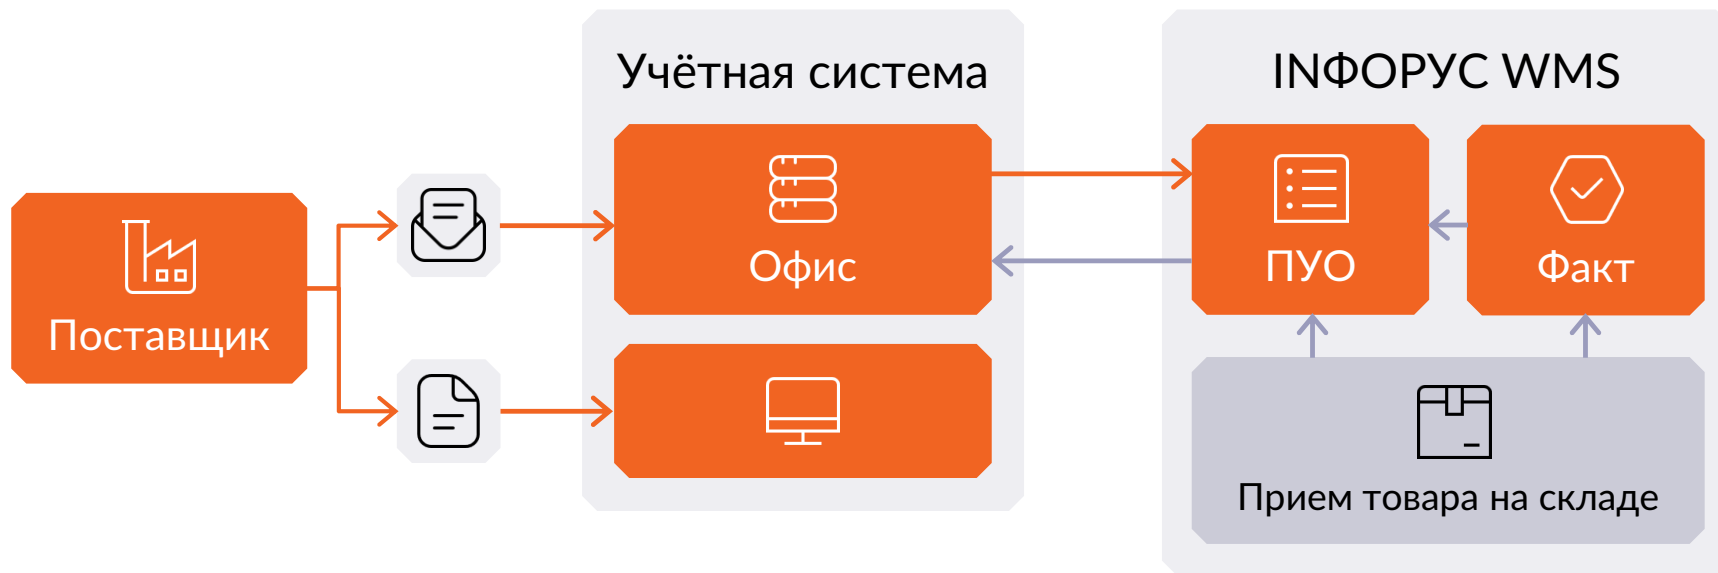 Учётная система
INФОРУС WMS
Поставщик
Офис
ПУО
Факт
Прием товара на складе